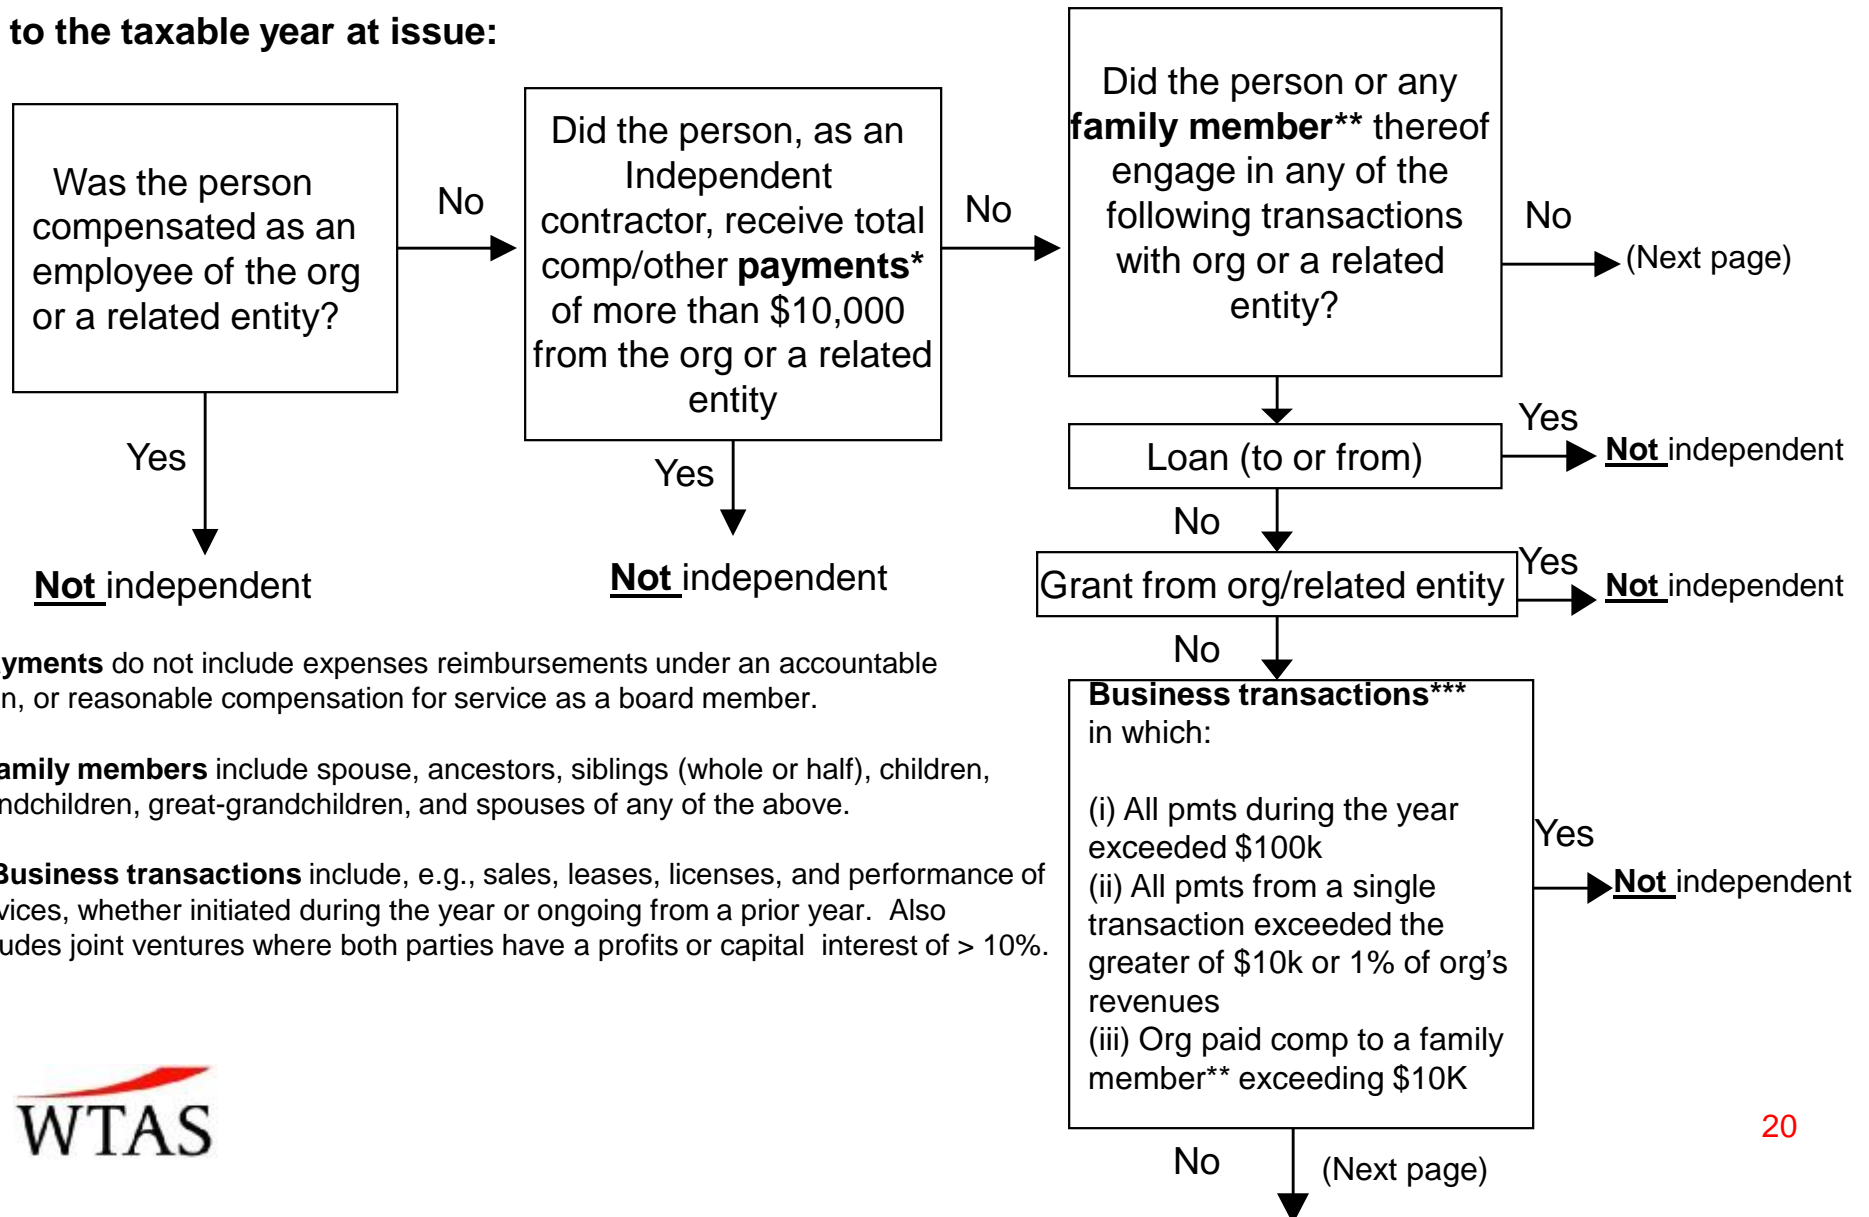 to the taxable year at issue:
Was the person
compensated as an
employee of the org
or a related entity?
No
Yes
Not independent
Did the person, as an
Independent
contractor, receive total
comp/other payments*
of more than $10,000
from the org or a related
entity
No
Yes
Not independent
Did the person or any
family member** thereof
engage in any of the
following transactions
with org or a related
entity?
No
(Next page)
Loan (to or from)
Yes
Not independent
No
Grant from org/related entity
Yes
Not independent
No
Business transactions***
in which:
(i) All pmts during the year
exceeded $100k
(ii) All pmts from a single
transaction exceeded the
greater of $10k or 1% of org's
revenues
(iii) Org paid comp to a family
member** exceeding $10K
Yes
Not independent
No
(Next page)
yments do not include expenses reimbursements under an accountable
n, or reasonable compensation for service as a board member.
amily members include spouse, ancestors, siblings (whole or half), children,
ndchildren, great-grandchildren, and spouses of any of the above.
Business transactions include, e.g., sales, leases, licenses, and performance of
vices, whether initiated during the year or ongoing from a prior year. Also
udes joint ventures where both parties have a profits or capital interest of > 10%.
WTAS
20